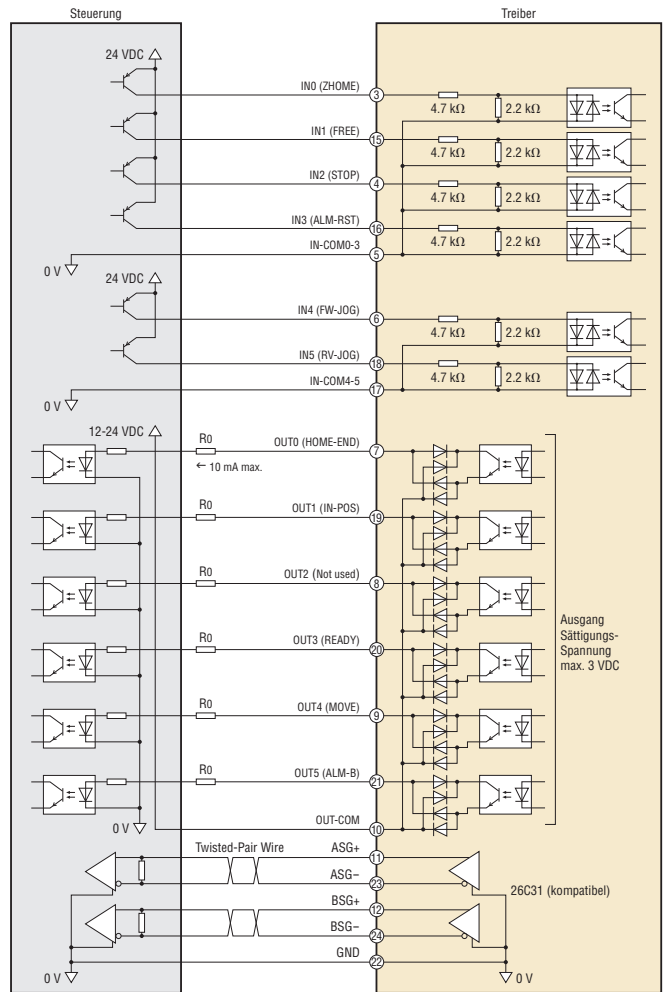 Steuerung Treiber
24 VDC
IN0 (ZHOME) 3 4.7 kΩ 2.2 kΩ
IN1 (FREE) 15 4.7 kΩ 2.2 kΩ
IN2 (STOP) 4 4.7 kΩ 2.2 kΩ
IN3 (ALM-RST) 16 4.7 kΩ 2.2 kΩ
IN-COM0-3 5
0 V
24 VDC
IN4 (FW-JOG) 6 4.7 kΩ 2.2 kΩ
IN5 (RV-JOG) 18 4.7 kΩ 2.2 kΩ
IN-COM4-5 17
0 V
12-24 VDC R0 OUT0 (HOME-END) 7
← 10 mA max.
R0 OUT1 (IN-POS) 19
R0 OUT2 (Not used) 8
R0 OUT3 (READY) 20
R0 OUT4 (MOVE) 9
R0 OUT5 (ALM-B) 21
Ausgang
Sättigungs-
Spannung
max. 3 VDC
0 V OUT-COM 10
Twisted-Pair Wire ASG+ 11
ASG− 23 26C31 (kompatibel)
BSG+ 12
BSG− 24
GND 22
0 V 0 V